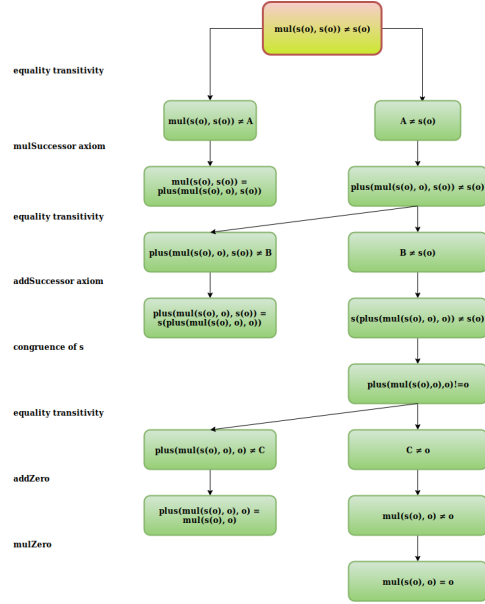 mul(s(o), s(o)) ≠ s(o)
equality transitivity
mul(s(o), s(o)) ≠ A
A ≠ s(o)
mulSuccessor axiom
mul(s(o), s(o)) =
plus(mul(s(o), o), s(o))
plus(mul(s(o), o), s(o)) ≠ s(o)
equality transitivity
plus(mul(s(o), o), s(o)) ≠ B
B ≠ s(o)
addSuccessor axiom
plus(mul(s(o), o), s(o)) =
s(plus(mul(s(o), o), o))
s(plus(mul(s(o), o), o)) ≠ s(o)
congruence of s
plus(mul(s(o),o),o)!=o
equality transitivity
plus(mul(s(o), o), o) ≠ C
C ≠ o
addZero
plus(mul(s(o), o), o) =
mul(s(o), o)
mul(s(o), o) ≠ o
mulZero
mul(s(o), o) = o